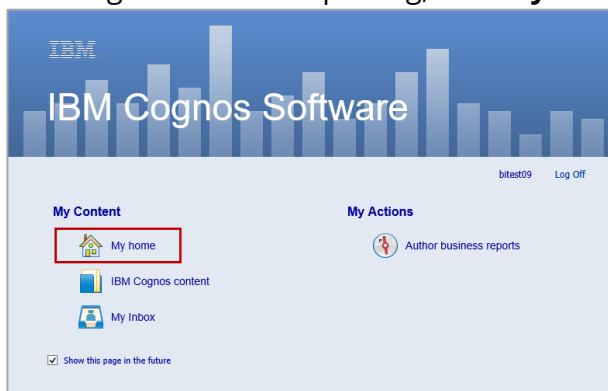 reporting,
IBM
IBM Cognos Software
bitest09 Log Off
My Content
My home
IBM Cognos content
My Inbox
Show this page in the future
My Actions
Author business reports